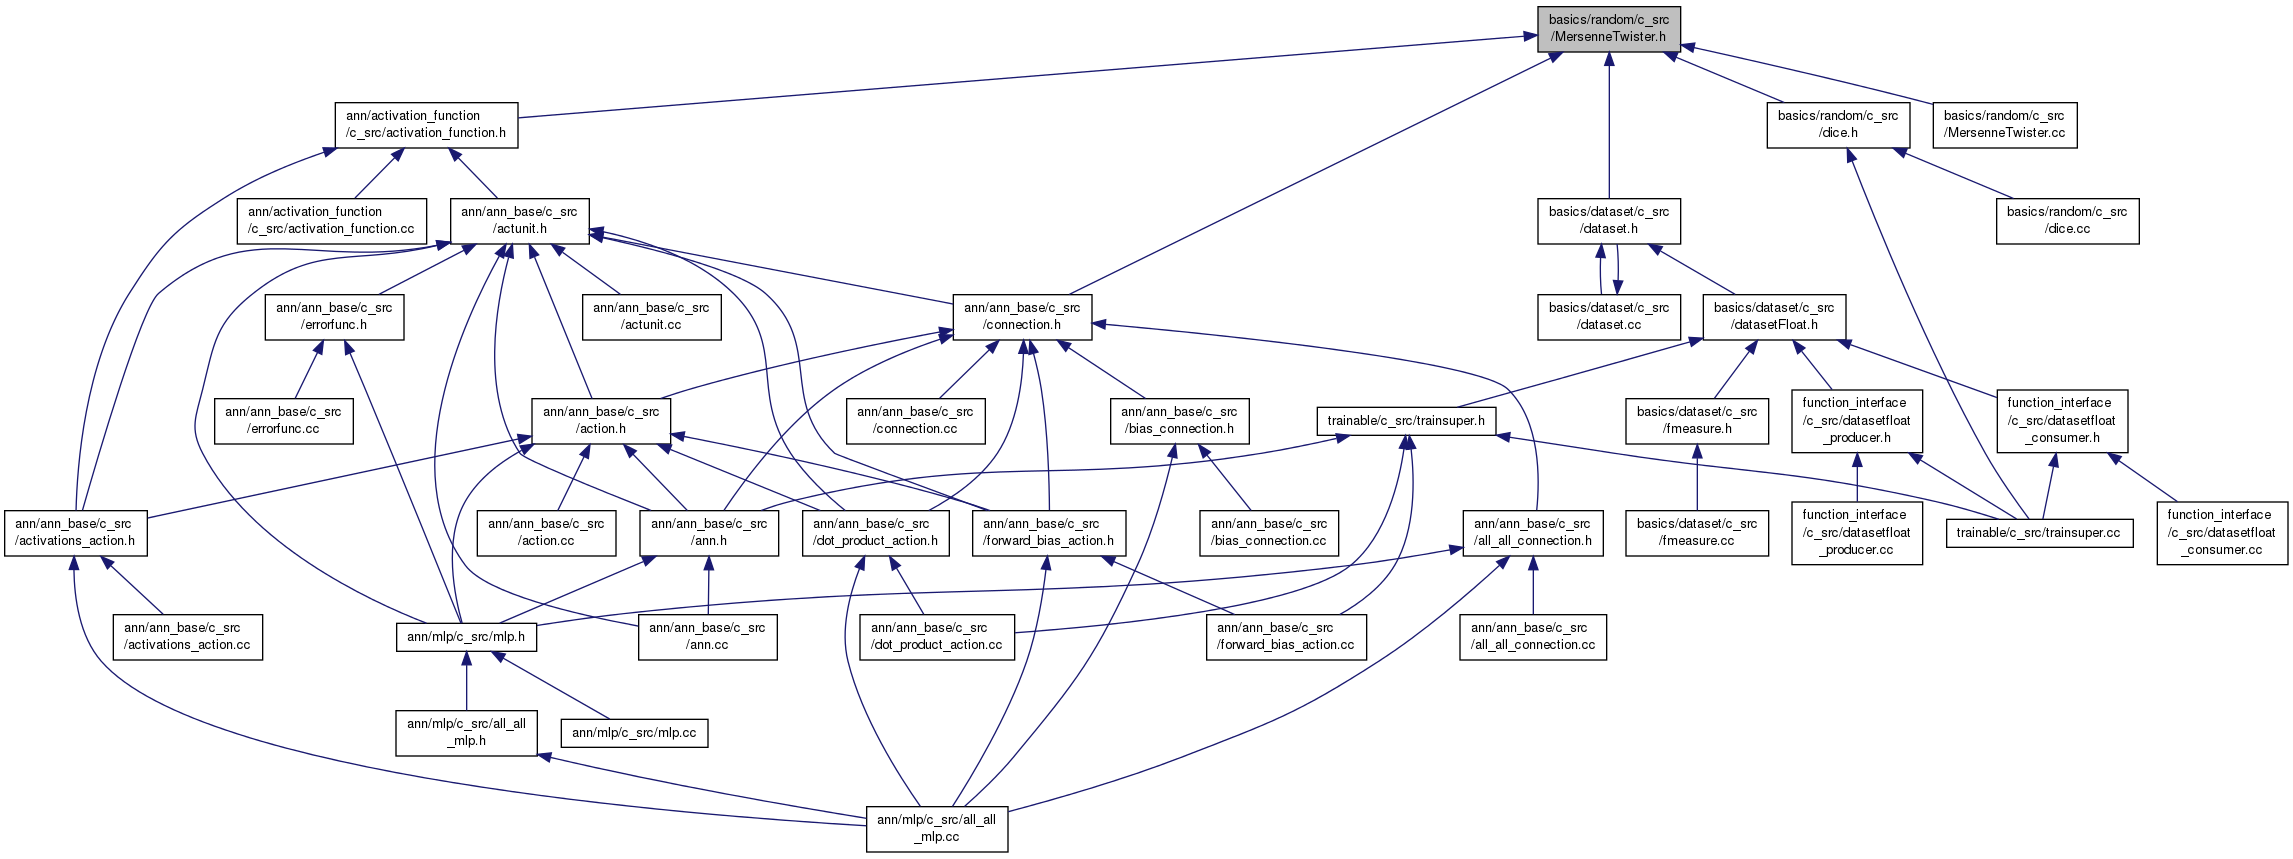 basics/random/c_src
/MersenneTwister.h
ann/activation_function
/c_src/activation_function.h
basics/random/c_src
/dice.h
basics/random/c_src
/MersenneTwister.cc
ann/activation_function
/c_src/activation_function.cc
ann/ann_base/c_src
/actunit.h
basics/dataset/c_src
/dataset.h
basics/random/c_src
/dice.cc
ann/ann_base/c_src
/errorfunc.h
ann/ann_base/c_src
/actunit.cc
ann/ann_base/c_src
/connection.h
basics/dataset/c_src
/dataset.cc
basics/dataset/c_src
/datasetFloat.h
ann/ann_base/c_src
/errorfunc.cc
ann/ann_base/c_src
/action.h
ann/ann_base/c_src
/connection.cc
ann/ann_base/c_src
/bias_connection.h
trainable/c_src/trainsuper.h
basics/dataset/c_src
/fmeasure.h
function_interface
/c_src/datasetfloat
_producer.h
function_interface
/c_src/datasetfloat
_consumer.h
ann/ann_base/c_src
/activations_action.h
ann/ann_base/c_src
/action.cc
ann/ann_base/c_src
/ann.h
ann/ann_base/c_src
/dot_product_action.h
ann/ann_base/c_src
/forward_bias_action.h
ann/ann_base/c_src
/bias_connection.cc
ann/ann_base/c_src
/all_all_connection.h
basics/dataset/c_src
/fmeasure.cc
function_interface
/c_src/datasetfloat
_producer.cc
trainable/c_src/trainsuper.cc
function_interface
/c_src/datasetfloat
_consumer.cc
ann/ann_base/c_src
/activations_action.cc
ann/mlp/c_src/mlp.h
ann/ann_base/c_src
/ann.cc
ann/ann_base/c_src
/dot_product_action.cc
ann/ann_base/c_src
/forward_bias_action.cc
ann/ann_base/c_src
/all_all_connection.cc
ann/mlp/c_src/all_all
_mlp.h
ann/mlp/c_src/mlp.cc
ann/mlp/c_src/all_all
_mlp.cc